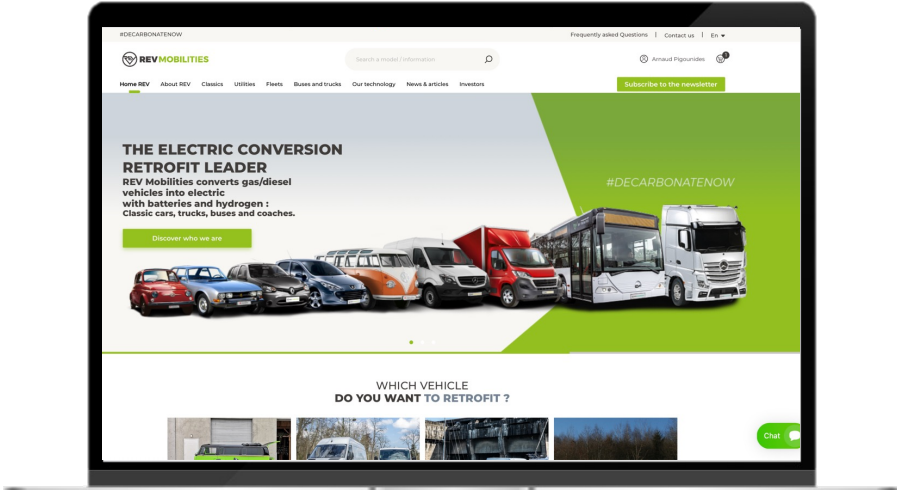 #DECARBONATENOW
Frequently asked Questions | Contact us | En
REVMOBILITIES
Search a model / information
Arnaud Pigounides
1
Home REV About REV Classics Utilities Fleets Buses and trucks Our technology News & articles Investors
Subscribe to the newsletter
THE ELECTRIC CONVERSION
RETROFIT LEADER
REV Mobilities converts gas/diesel
vehicles into electric
with batteries and hydrogen :
Classic cars, trucks, buses and coaches.
#DECARBONATENOW
Discover who we are
WHICH VEHICLE
DO YOU WANT TO RETROFIT ?
Chat